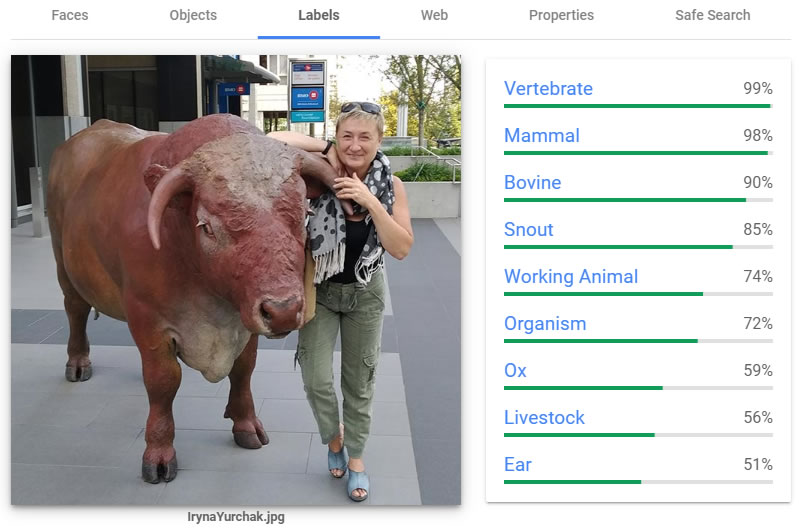 Faces
Objects
Labels
Web
Properties
Safe Search
Vertebrate 99%
Mammal 98%
Bovine 90%
Snout 85%
Working Animal 74%
Organism 72%
Ox 59%
Livestock 56%
Ear 51%
IrynaYurchak.jpg